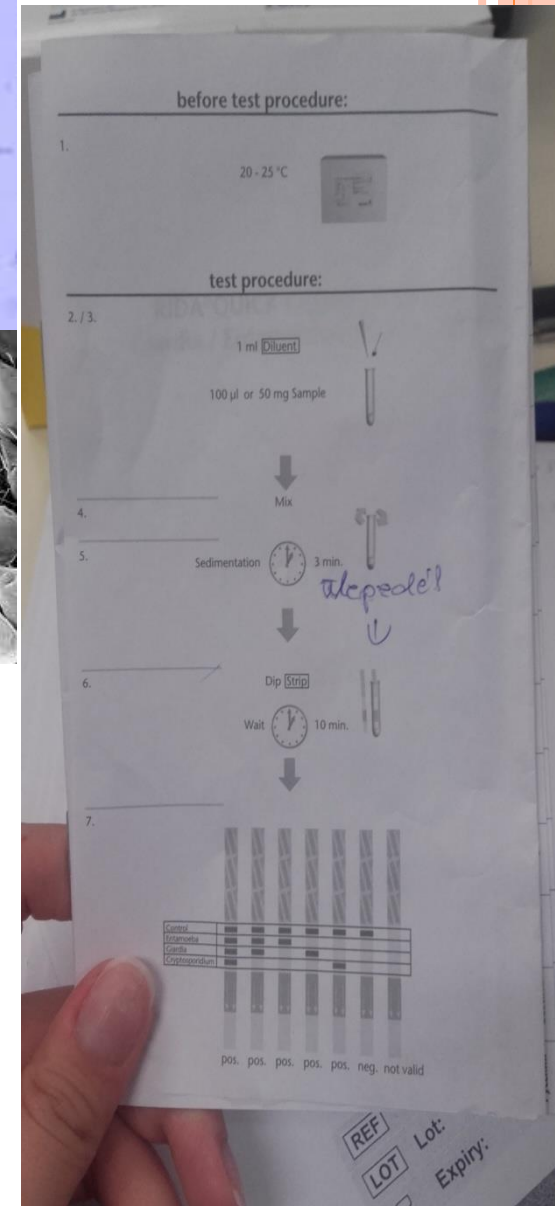 before test procedure:
1.
20 - 25 °C
test procedure:
2. / 3.
1 ml Diluent
100 µl or 50 mg Sample
Mix
4.
5.
Sedimentation 3 min.
6.
Dip Strip
Wait 10 min.
7.
Control
Entamoeba
Giardia
Cryptosporidium
pos. pos. pos. pos. pos. neg. not valid
REF
LOT Lot:
Expiry: